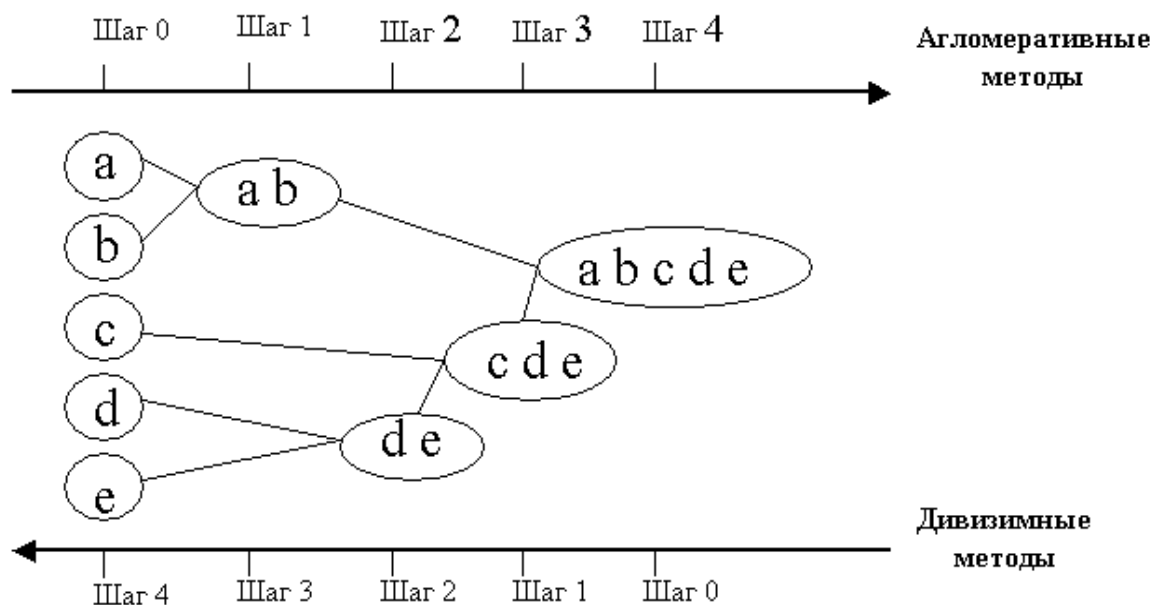 Шаг 0 Шаг 1 Шаг 2 Шаг 3 Шаг 4
Агломеративные
методы
a
a b
b
a b c d e
c
c d e
d
d e
e
Дивизимные
методы
Шаг 4 Шаг 3 Шаг 2 Шаг 1 Шаг 0